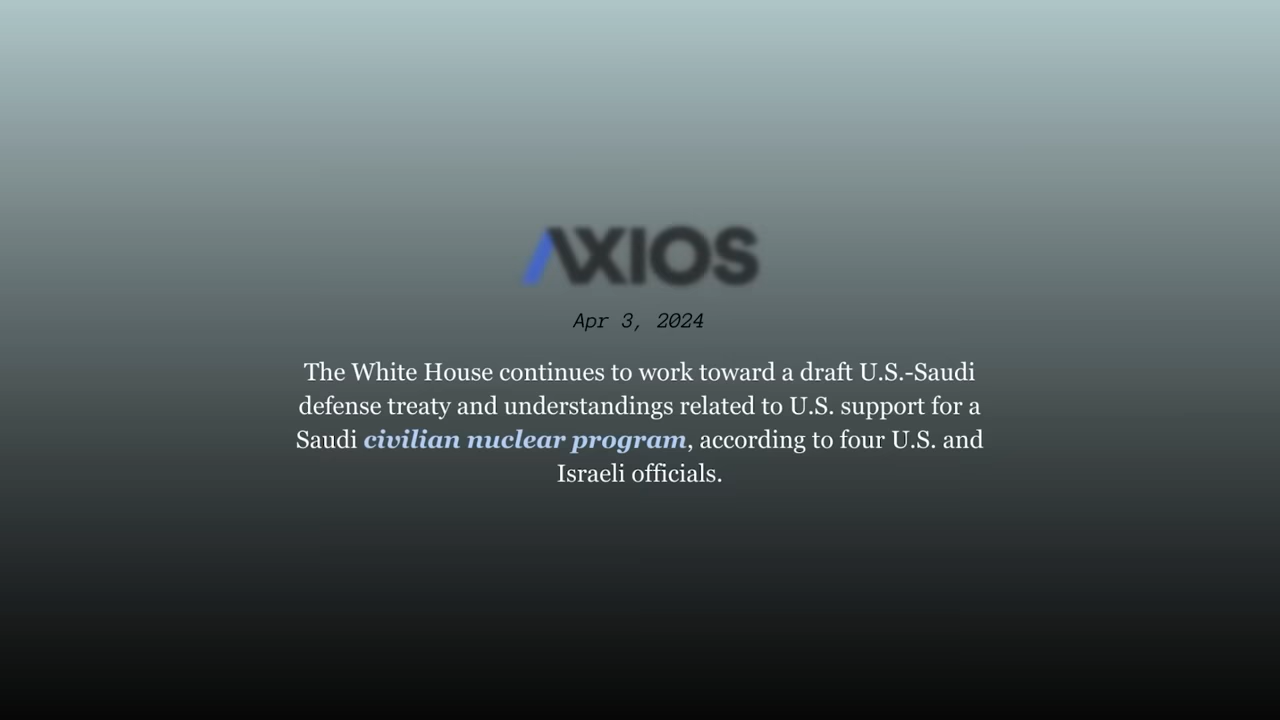 AXIOS
Apr 3, 2024
The White House continues to work toward a draft U.S.-Saudi
defense treaty and understandings related to U.S. support for a
Saudi civilian nuclear program, according to four U.S. and
Israeli officials.